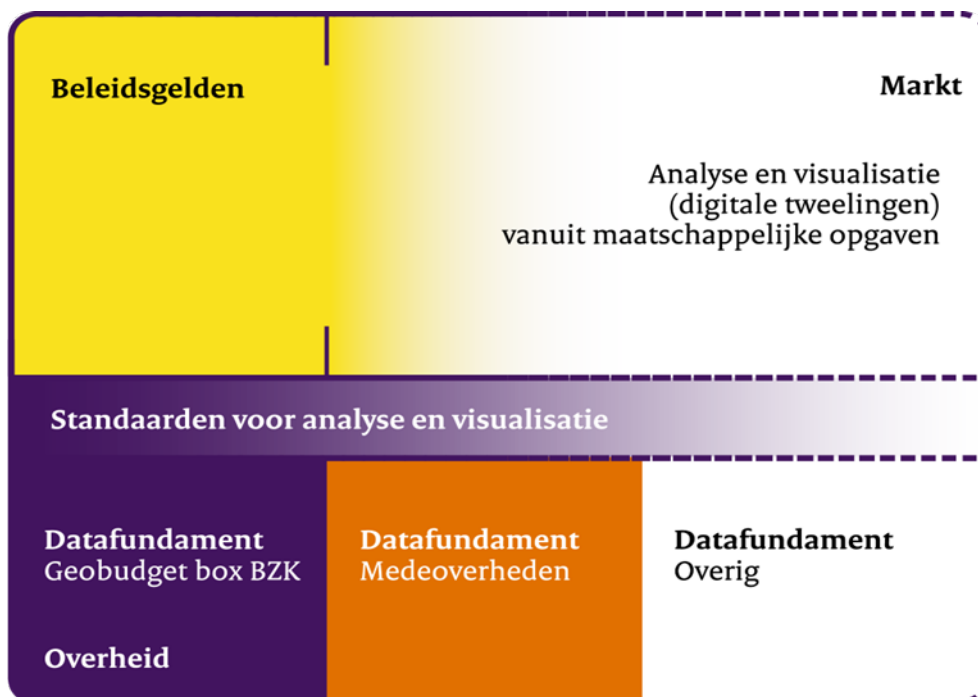 Beleidsgelden
Markt
Analyse en visualisatie
(digitale tweelingen)
vanuit maatschappelijke opgaven
Standaarden voor analyse en visualisatie
Datafundament
Geobudget box BZK
Overheid
Datafundament
Medeoverheden
Datafundament
Overig